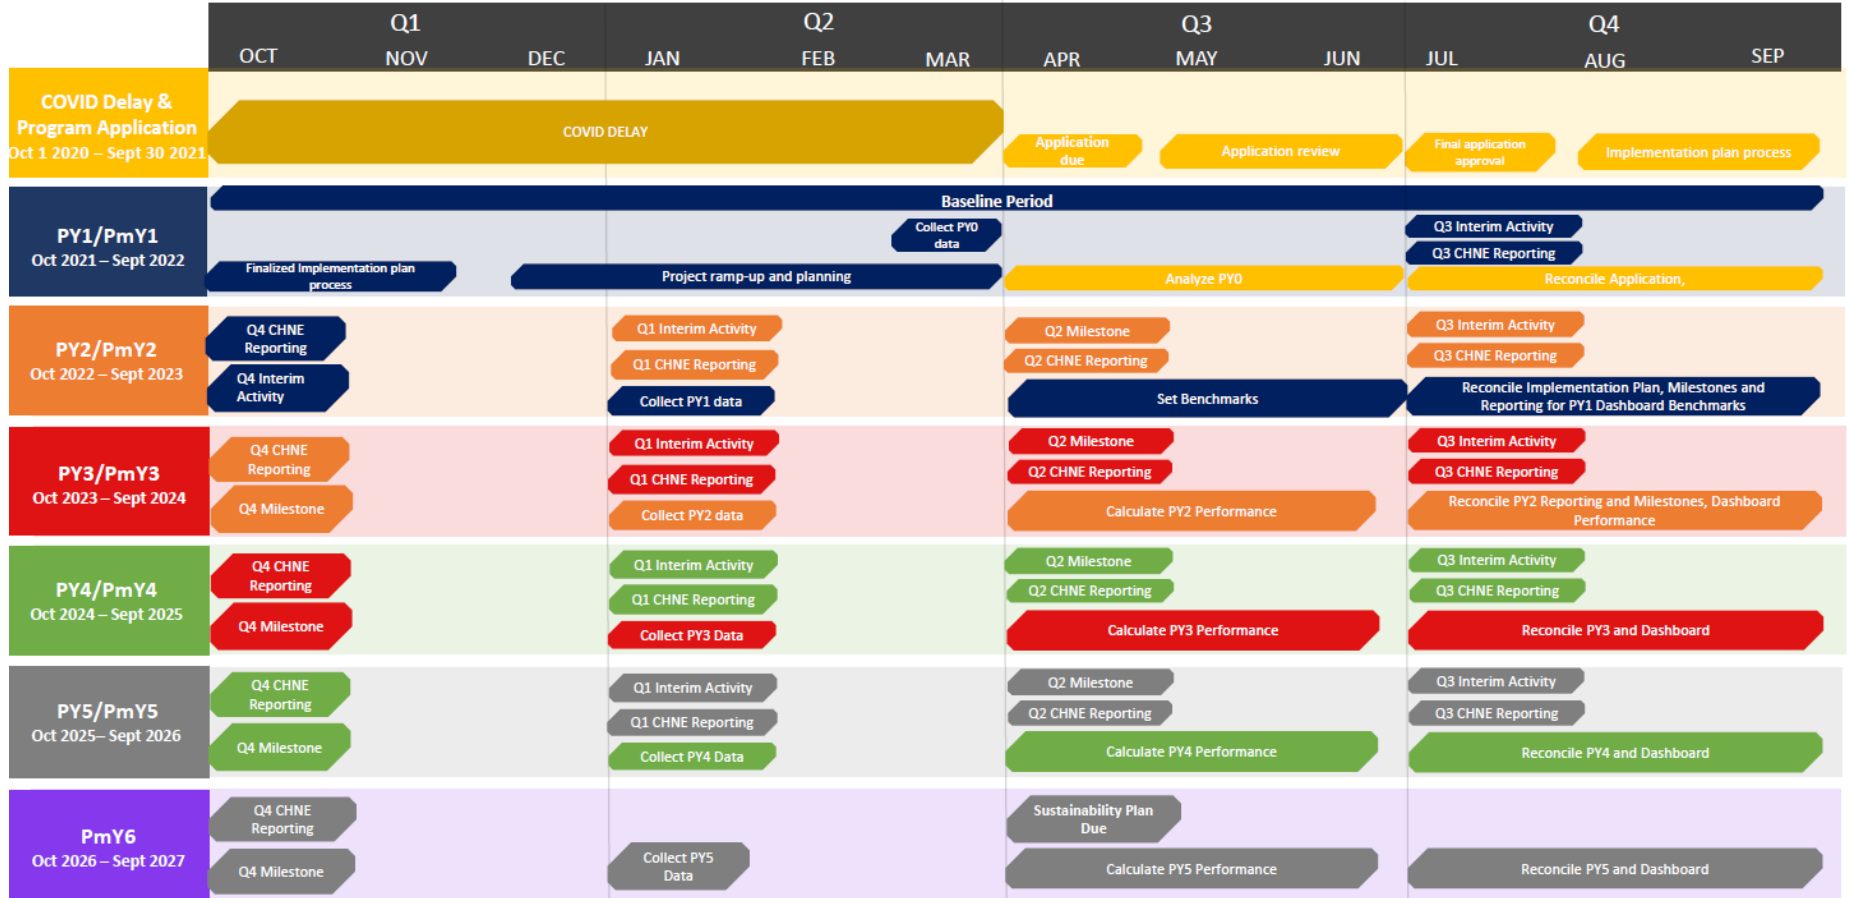 Q1 Q2 Q3 Q4
OCT NOV DEC JAN FEB MAR APR MAY JUN JUL AUG SEP
COVID Delay &
Program Application
Oct 1 2020 – Sept 30 2021
COVID DELAY
Application
due
Application review
Final application
approval
Implementation plan process
PY1/PmY1
Oct 2021 – Sept 2022
Baseline Period
Collect PY0
data
Q3 Interim Activity
Q3 CHNE Reporting
Finalized Implementation plan
process
Project ramp-up and planning
Analyze PY0
Reconcile Application,
PY2/PmY2
Oct 2022 – Sept 2023
Q4 CHNE
Reporting
Q4 Interim
Activity
Q1 Interim Activity
Q1 CHNE Reporting
Collect PY1 data
Q2 Milestone
Q2 CHNE Reporting
Set Benchmarks
Q3 Interim Activity
Q3 CHNE Reporting
Reconcile Implementation Plan, Milestones and
Reporting for PY1 Dashboard Benchmarks
PY3/PmY3
Oct 2023 – Sept 2024
Q4 CHNE
Reporting
Q4 Milestone
Q1 Interim Activity
Q1 CHNE Reporting
Collect PY2 data
Q2 Milestone
Q2 CHNE Reporting
Calculate PY2 Performance
Q3 Interim Activity
Q3 CHNE Reporting
Reconcile PY2 Reporting and Milestones, Dashboard
Performance
PY4/PmY4
Oct 2024 – Sept 2025
Q4 CHNE
Reporting
Q4 Milestone
Q1 Interim Activity
Q1 CHNE Reporting
Collect PY3 Data
Q2 Milestone
Q2 CHNE Reporting
Calculate PY3 Performance
Q3 Interim Activity
Q3 CHNE Reporting
Reconcile PY3 and Dashboard
PY5/PmY5
Oct 2025– Sept 2026
Q4 CHNE
Reporting
Q4 Milestone
Q1 Interim Activity
Q1 CHNE Reporting
Collect PY4 Data
Q2 Milestone
Q2 CHNE Reporting
Calculate PY4 Performance
Q3 Interim Activity
Q3 CHNE Reporting
Reconcile PY4 and Dashboard
PmY6
Oct 2026 – Sept 2027
Q4 CHNE
Reporting
Q4 Milestone
Collect PY5
Data
Sustainability Plan
Due
Calculate PY5 Performance
Reconcile PY5 and Dashboard